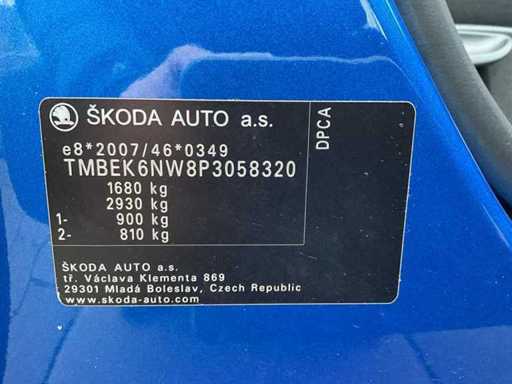 ŠKODA AUTO a.s.
DPCA
e8*2007/46*0349
TMBEK6NW8P3058320
1680 kg
2930 kg
1- 900 kg
2- 810 kg
ŠKODA AUTO a.s.
tř. Václava Klementa 869
29301 Mladá Boleslav, Czech Republic
www.skoda-auto.com